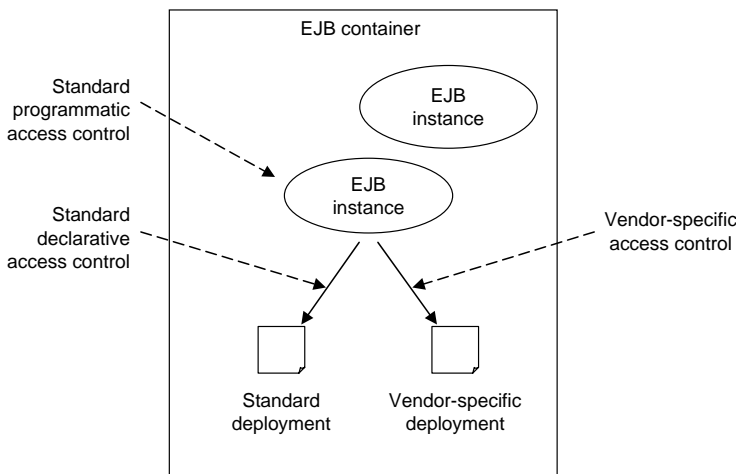 EJB container
EJB
instance
Standard
programmatic
access control
EJB
instance
Standard
declarative
access control
Vendor-specific
access control
Standard
deployment
Vendor-specific
deployment